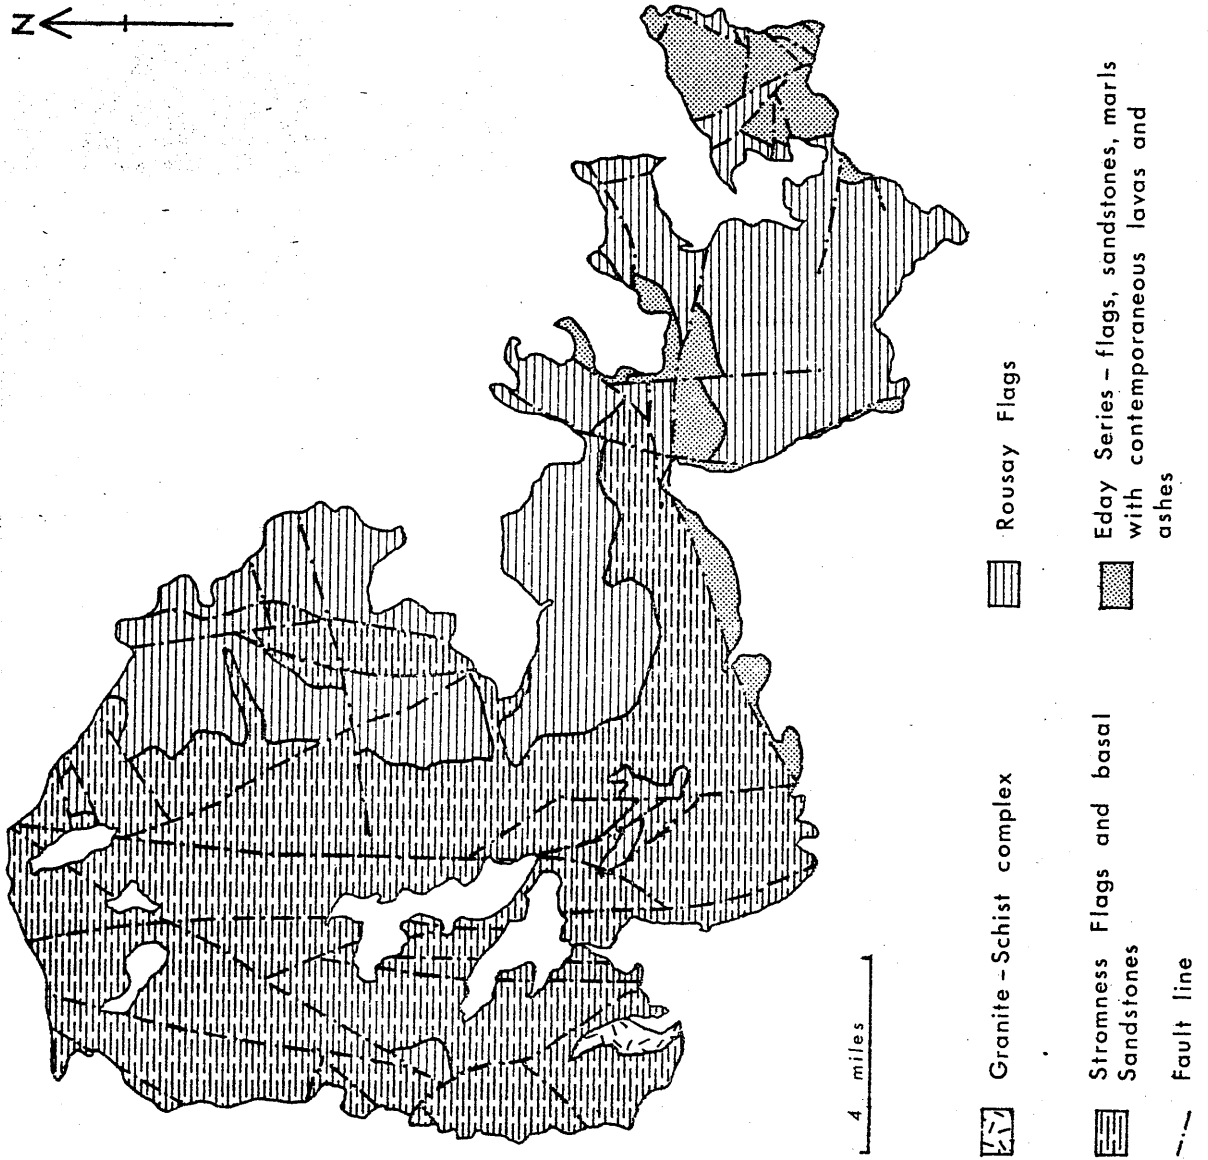 N
4 miles
Granite - Schist complex
Stromness Flags and basal
Sandstones
Fault line
Rousay Flags
Eday Series - flags, sandstones, marls
with contemporaneous lavas and
ashes